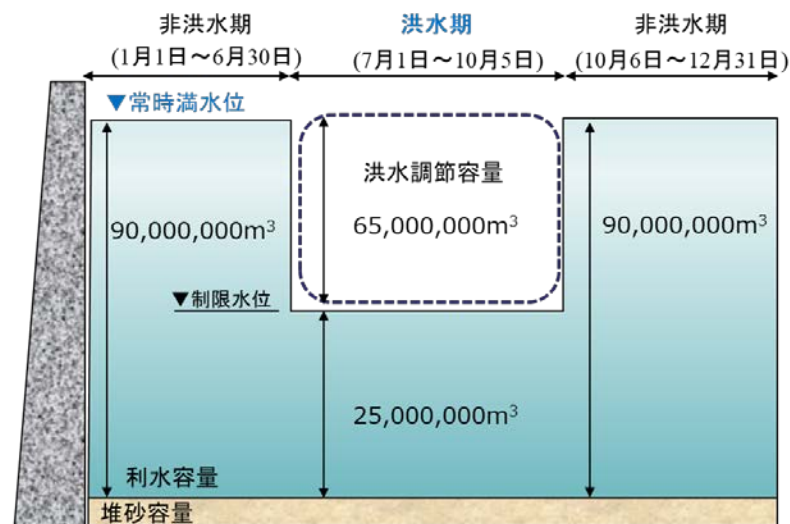 非洪水期
(1月1日～6月30日)
洪水期
(7月1日～10月5日)
非洪水期
(10月6日～12月31日)
▼常時満水位
洪水調節容量
90,000,000m³
65,000,000m³
90,000,000m³
▼制限水位
25,000,000m³
利水容量
堆砂容量